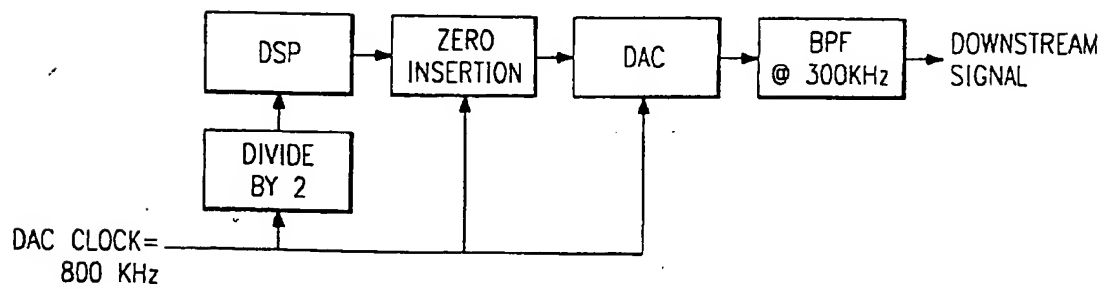 DSP
ZERO
INSERTION
DAC
BPF
@ 300KHz
DOWNSTREAM
SIGNAL
DIVIDE
BY 2
DAC CLOCK=
800 KHz